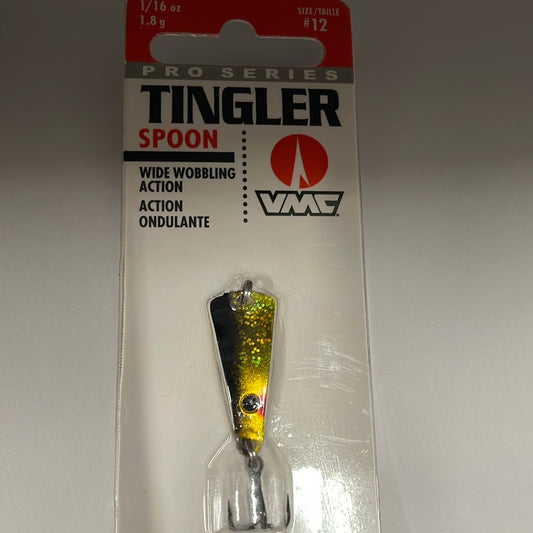 1/16 oz
1.8 g
SIZE/TAILLE
#12
PRO SERIES
TINGLER
SPOON
WIDE WOBBLING
ACTION
ACTION
ONDULANTE
VMC